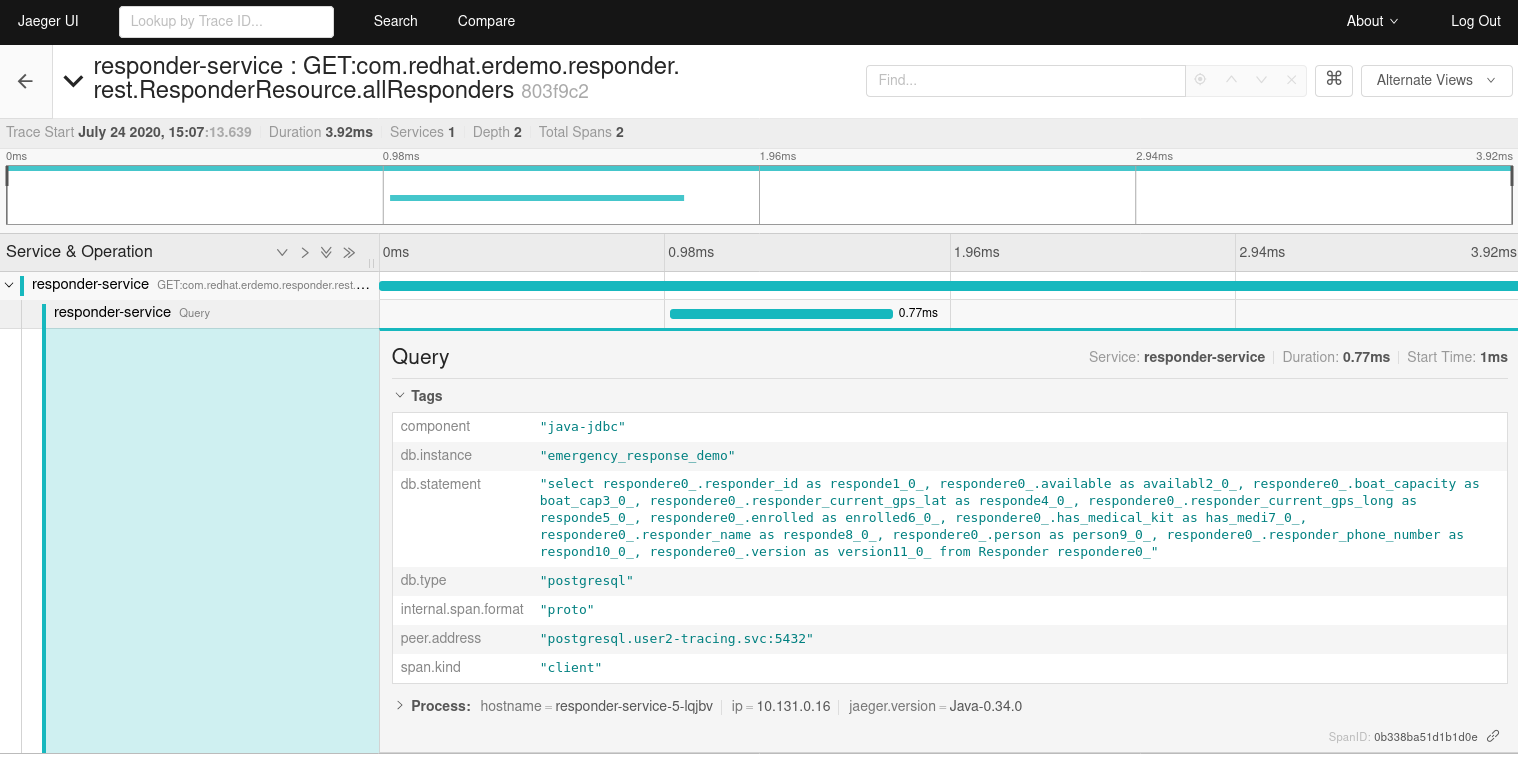 Jaeger UI Lookup by Trace ID... Search Compare About Log Out
responder-service : GET:com.redhat.erdemo.responder.
rest.ResponderResource.allResponders 803f9c2
Find... ⌘ Alternate Views
Trace Start July 24 2020, 15:07:13.639 Duration 3.92ms Services 1 Depth 2 Total Spans 2
0ms 0.98ms 1.96ms 2.94ms 3.92ms
Service & Operation 0ms 0.98ms 1.96ms 2.94ms 3.92ms
responder-service GET:com.redhat.erdemo.responder.rest....
responder-service Query 0.77ms
Query Service: responder-service Duration: 0.77ms Start Time: 1ms
Tags
component "java-jdbc"
db.instance "emergency_response_demo"
db.statement "select respondere0_.responder_id as responde1_0_, respondere0_.available as availabl2_0_, respondere0_.boat_capacity as
boat_cap3_0_, respondere0_.responder_current_gps_lat as responde4_0_, respondere0_.responder_current_gps_long as
responde5_0_, respondere0_.enrolled as enrolled6_0_, respondere0_.has_medical_kit as has_medi7_0_,
respondere0_.responder_name as responde8_0_, respondere0_.person as person9_0_, respondere0_.responder_phone_number as
respond10_0_, respondere0_.version as version11_0_ from Responder respondere0_"
db.type "postgresql"
internal.span.format "proto"
peer.address "postgresql.user2-tracing.svc:5432"
span.kind "client"
Process: hostname = responder-service-5-lqjbv ip = 10.131.0.16 jaeger.version = Java-0.34.0
SpanID: 0b338ba51d1b1d0e